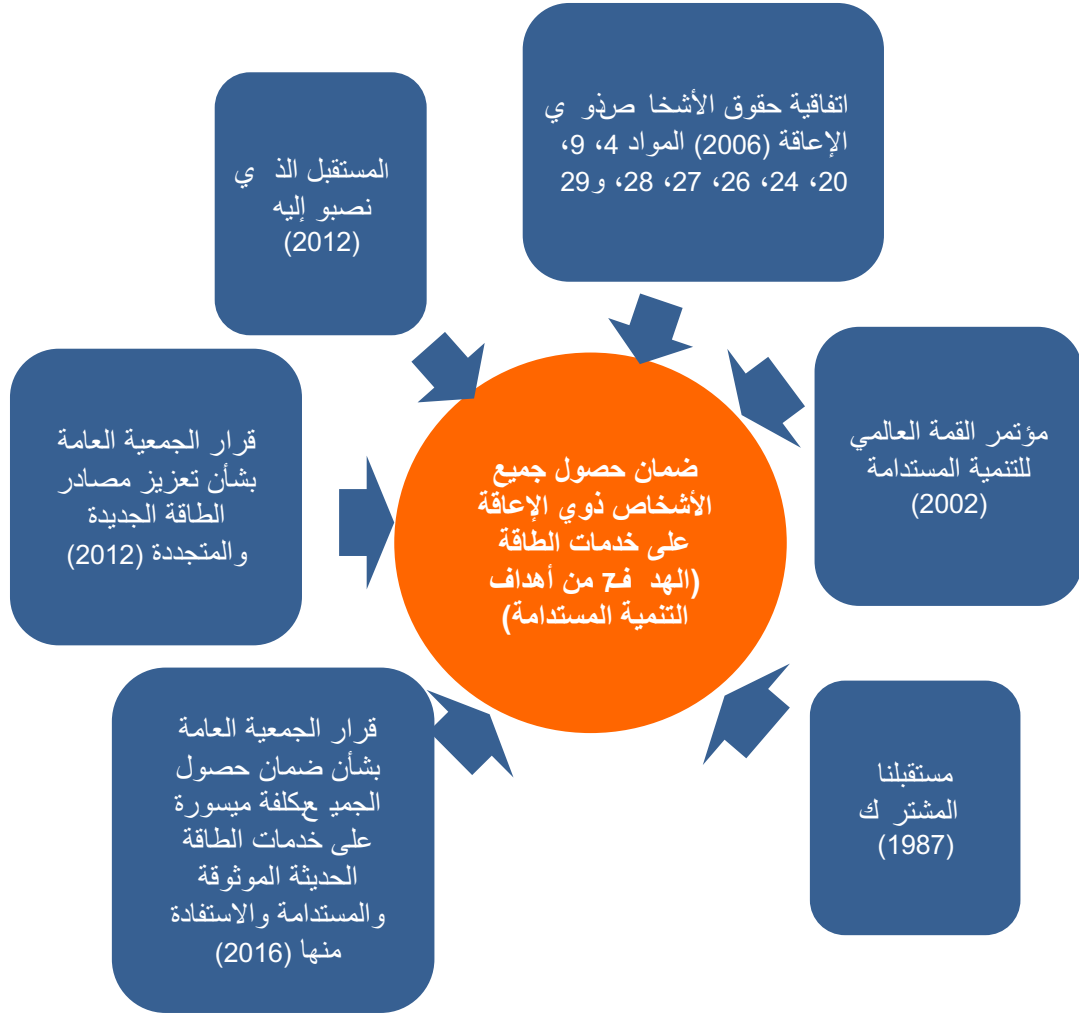 اتفاقية حقوق الأشخا صذو ي
الإعاقة (2006) المواد 4، 9،
20، 24، 26، 27، 28، و29
المستقبل الذ ي
نصبو إليه
(2012)
مؤتمر القمة العالمي
للتنمية المستدامة
(2002)
قرار الجمعية العامة
بشأن تعزيز مصادر
الطاقة الجديدة
والمتجددة (2012)
ضمان حصول جميع
الأشخاص ذوي الإعاقة
على خدمات الطاقة
(الهد ف7 من أهداف
التنمية المستدامة)
قرار الجمعية العامة
بشأن ضمان حصول
الجميـ عبكلفة ميسورة
على خدمات الطاقة
الحديثة الموثوقة
والمستدامة والاستفادة
منها (2016)
مستقبلنا
المشتر ك
(1987)